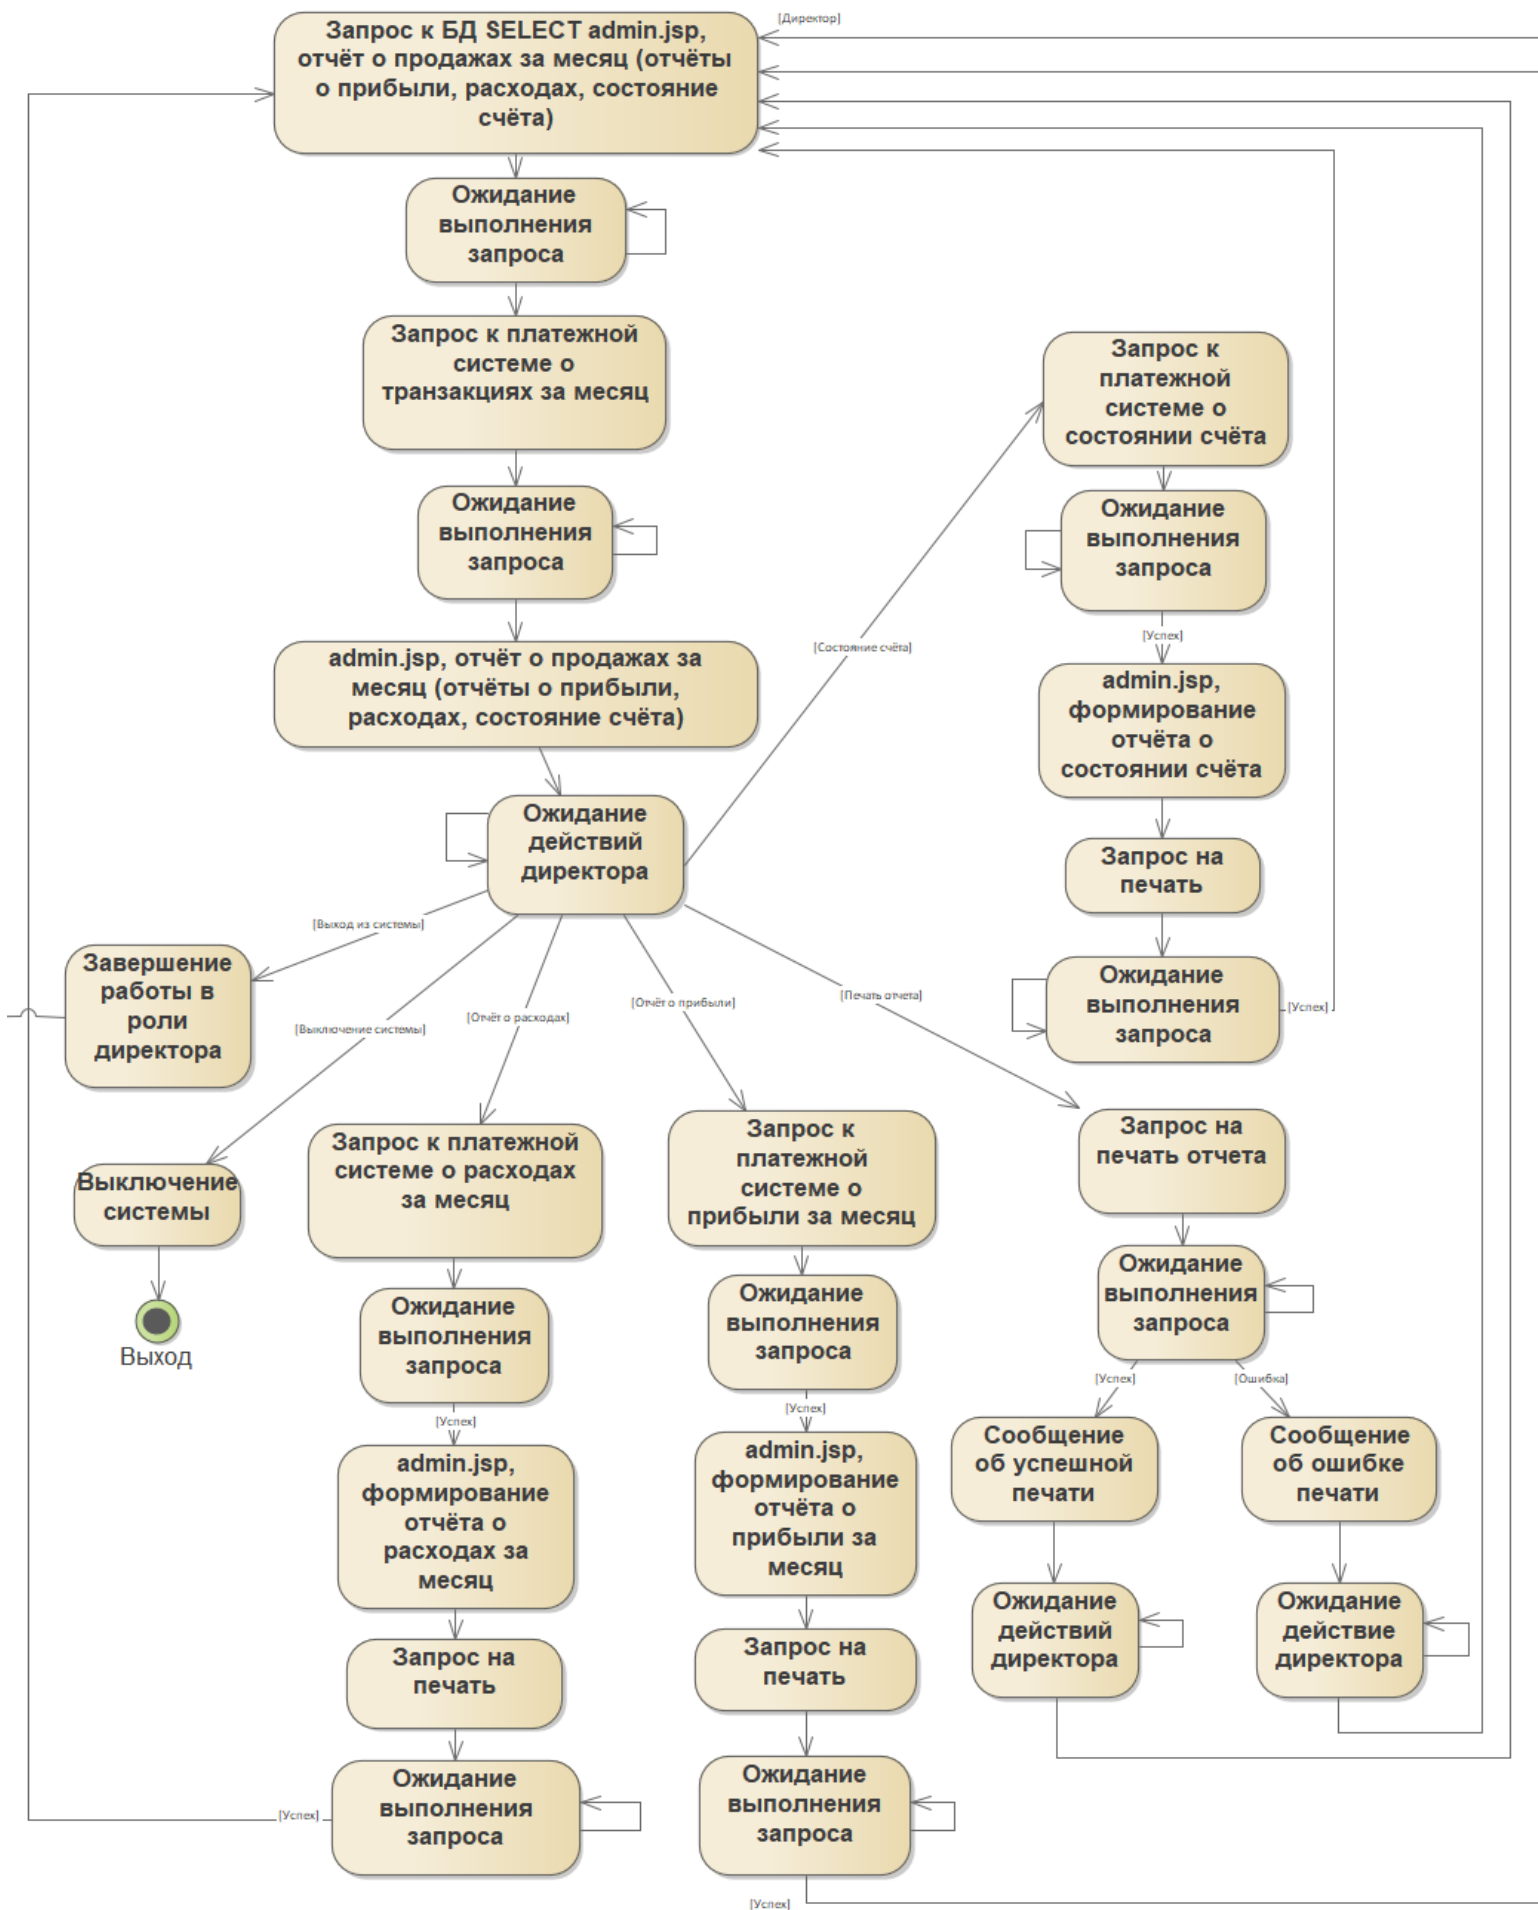 [Директор]
Запрос к БД SELECT admin.jsp,
отчёт о продажах за месяц (отчёты
о прибыли, расходах, состояние
счёта)
Ожидание
выполнения
запроса
Запрос к платежной
системе о
транзакциях за месяц
Ожидание
выполнения
запроса
admin.jsp, отчёт о продажах за
месяц (отчёты о прибыли,
расходах, состояние счёта)
Ожидание
действий
директора
[Состояние счёта]
Запрос к
платежной
системе о
состоянии счёта
Ожидание
выполнения
запроса
[Успех]
admin.jsp,
формирование
отчёта о
состоянии счёта
Запрос на
печать
Ожидание
выполнения
запроса
[Успех]
[Выход из системы]
Завершение
работы в
роли
директора
[Выключение системы]
Выключение
системы
Выход
[Отчёт о расходах]
Запрос к платежной
системе о расходах
за месяц
Ожидание
выполнения
запроса
[Успех]
admin.jsp,
формирование
отчёта о
расходах за
месяц
Запрос на
печать
Ожидание
выполнения
запроса
[Успех]
[Отчёт о прибыли]
Запрос к
платежной
системе о
прибыли за месяц
Ожидание
выполнения
запроса
[Успех]
admin.jsp,
формирование
отчёта о
прибыли за
месяц
Запрос на
печать
Ожидание
выполнения
запроса
[Успех]
[Печать отчета]
Запрос на
печать отчета
Ожидание
выполнения
запроса
[Успех]
Сообщение
об успешной
печати
Ожидание
действий
директора
[Ошибка]
Сообщение
об ошибке
печати
Ожидание
действие
директора